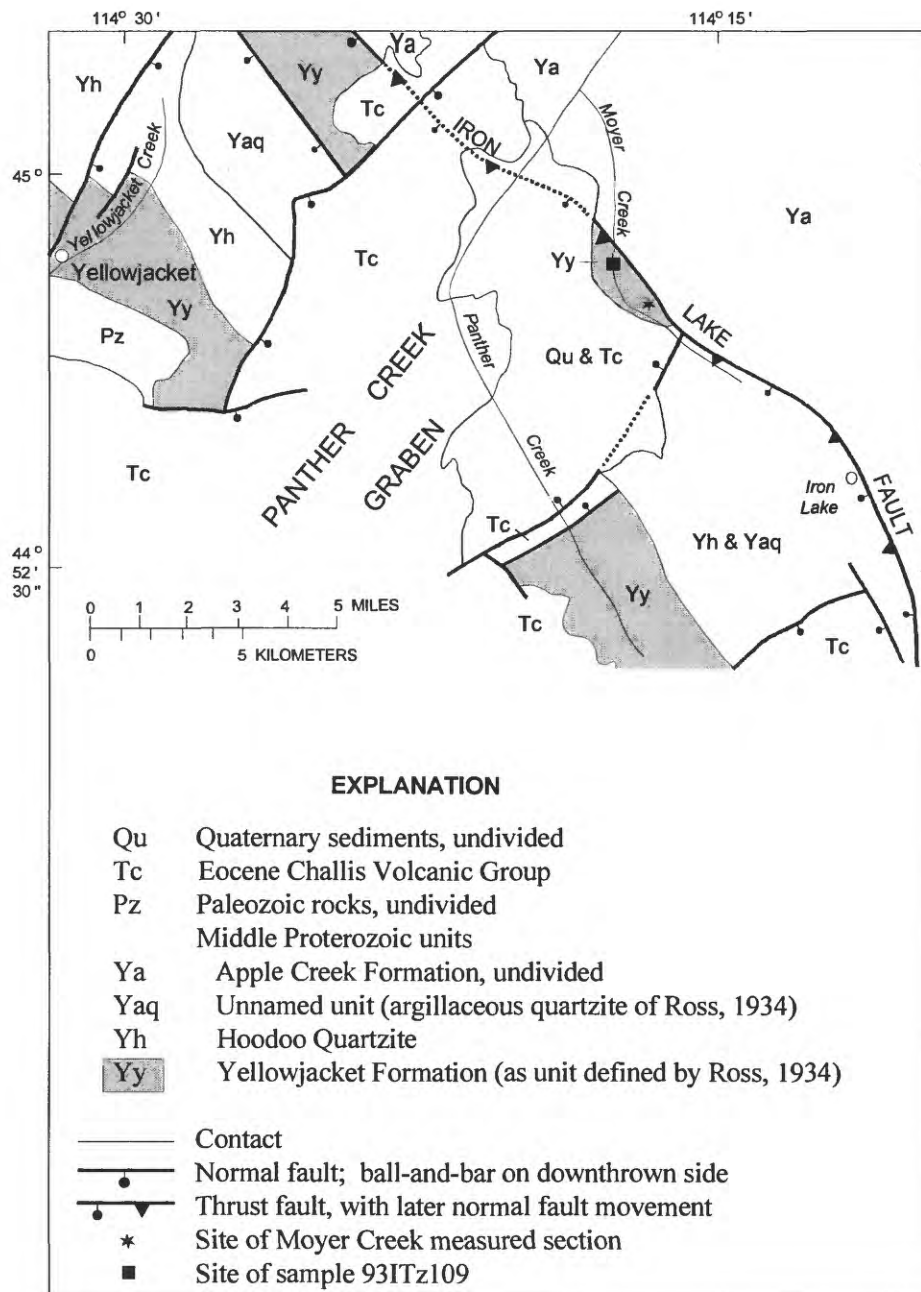 114° 30'
114° 15'
Ya
Ya
Yh
Yy
Tc
Moyer
Creek
IRON
Yaq
45°
Yellowjacket Creek
Ya
Yh
Tc
Yy
Yellowjacket
Yy
LAKE
Pz
Panther
Creek
Qu & Tc
PANTHER CREEK
GRABEN
Tc
Iron
Lake
FAULT
Tc
Yh & Yaq
44°
52'
30"
Yy
Tc
Tc
0 1 2 3 4 5 MILES
0 5 KILOMETERS
EXPLANATION
Qu Quaternary sediments, undivided
Tc Eocene Challis Volcanic Group
Pz Paleozoic rocks, undivided
Middle Proterozoic units
Ya Apple Creek Formation, undivided
Yaq Unnamed unit (argillaceous quartzite of Ross, 1934)
Yh Hoodoo Quartzite
Yy Yellowjacket Formation (as unit defined by Ross, 1934)
Contact
Normal fault; ball-and-bar on downthrown side
Thrust fault, with later normal fault movement
Site of Moyer Creek measured section
Site of sample 93ITz109